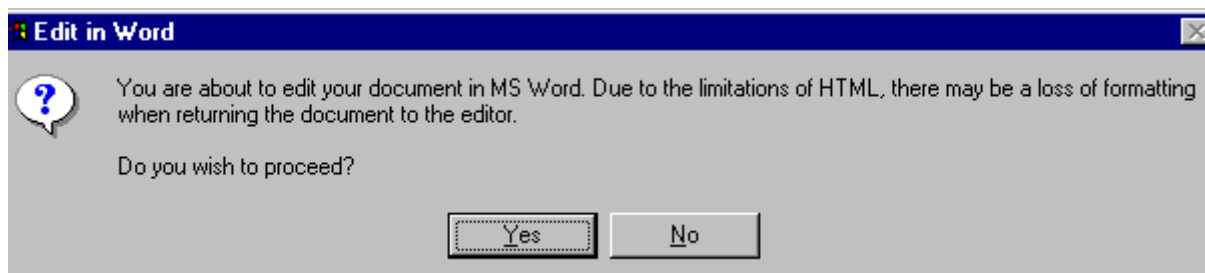 Edit in Word
You are about to edit your document in MS Word. Due to the limitations of HTML, there may be a loss of formatting
when returning the document to the editor.
Do you wish to proceed?
Yes
No